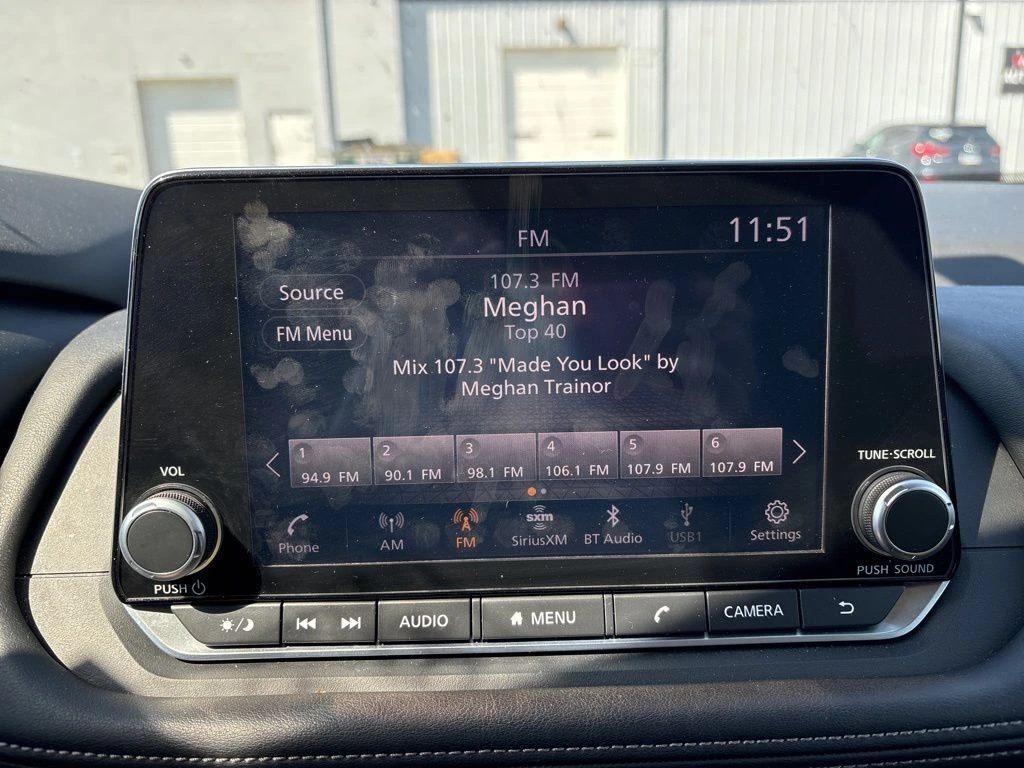 FM
11:51
107.3 FM
Source
Meghan
FM Menu
Top 40
Mix 107.3 "Made You Look" by
Meghan Trainor
1
2
3
4
5
6
94.9 FM
90.1 FM
98.1 FM
106.1 FM
107.9 FM
107.9 FM
VOL
TUNE·SCROLL
Phone
AM
FM
sxm
SiriusXM
BT Audio
USB1
Settings
PUSH
PUSH SOUND
AUDIO
MENU
CAMERA